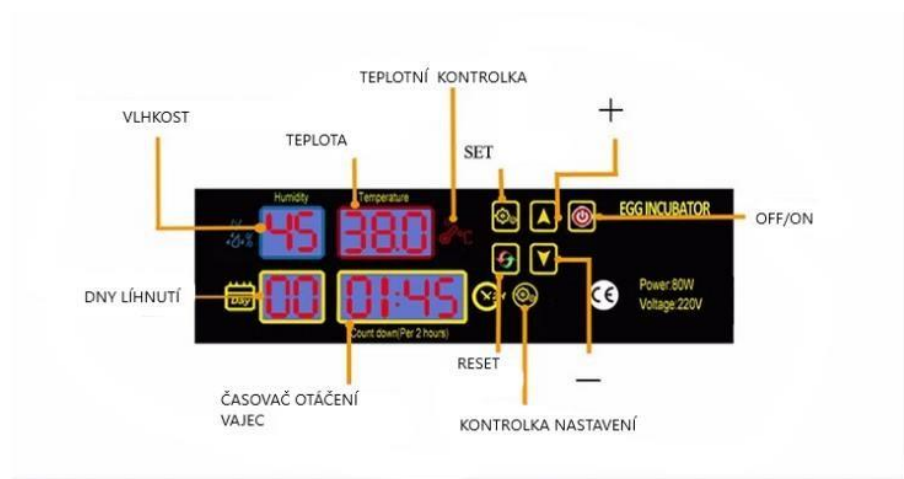 TEPLOTNÍ KONTROLKA
VLHKOST
+
TEPLOTA
SET
Humidity
Temperature
EGG INCUBATOR
45
38.0
°C
OFF/ON
DNY LÍHNUTÍ
Day
00
01:45
CE
Power:80W
Voltage:220V
Count down(Per 2 hours)
RESET
—
ČASOVAČ OTÁČENÍ
VAJEC
KONTROLKA NASTAVENÍ